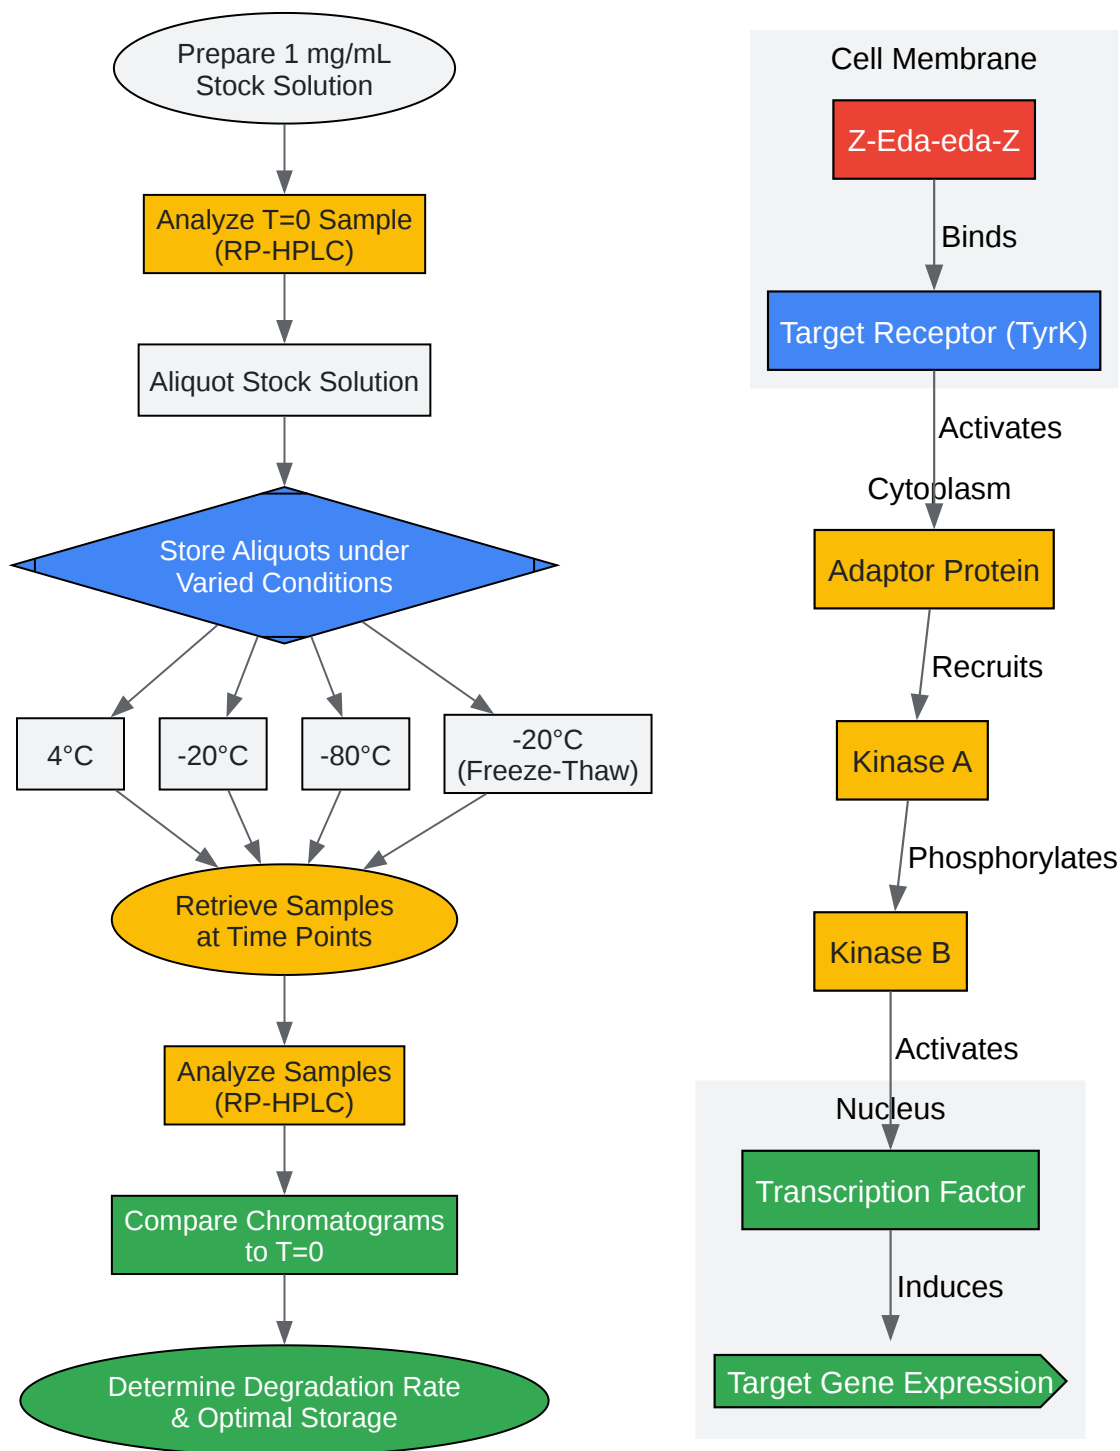 Prepare 1 mg/mL
Stock Solution
Analyze T=0 Sample
(RP-HPLC)
Aliquot Stock Solution
Store Aliquots under
Varied Conditions
4°C
-20°C
-80°C
-20°C
(Freeze-Thaw)
Retrieve Samples
at Time Points
Analyze Samples
(RP-HPLC)
Compare Chromatograms
to T=0
Determine Degradation Rate
& Optimal Storage
Cell Membrane
Z-Eda-eda-Z
Binds
Target Receptor (TyrK)
Activates
Cytoplasm
Adaptor Protein
Recruits
Kinase A
Phosphorylates
Kinase B
Activates
Nucleus
Transcription Factor
Induces
Target Gene Expression